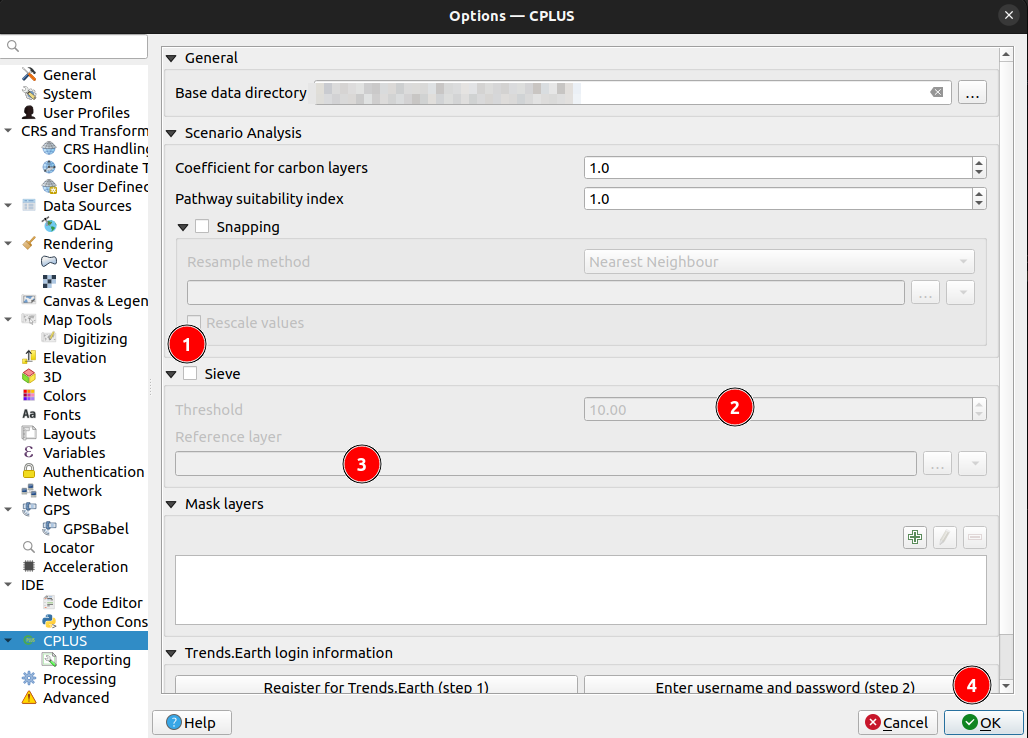 Options — CPLUS
General
System
User Profiles
CRS and Transform
CRS Handling
Coordinate T
User Defined
Data Sources
GDAL
Rendering
Vector
Raster
Canvas & Legen
Map Tools
Digitizing
Elevation
3D
Colors
Aa Fonts
Layouts
ε Variables
Authentication
Network
GPS
GPSBabel
Locator
Acceleration
IDE
Code Editor
Python Cons
CPLUS
Reporting
Processing
Advanced
General
Base data directory
...
Scenario Analysis
Coefficient for carbon layers 1.0
Pathway suitability index 1.0
Snapping
Resample method Nearest Neighbour
...
Rescale values
1
Sieve
Threshold 10.00 2
Reference layer
3 ...
Mask layers
Trends.Earth login information
Register for Trends.Earth (step 1) Enter username and password (step 2)
4
? Help Cancel OK